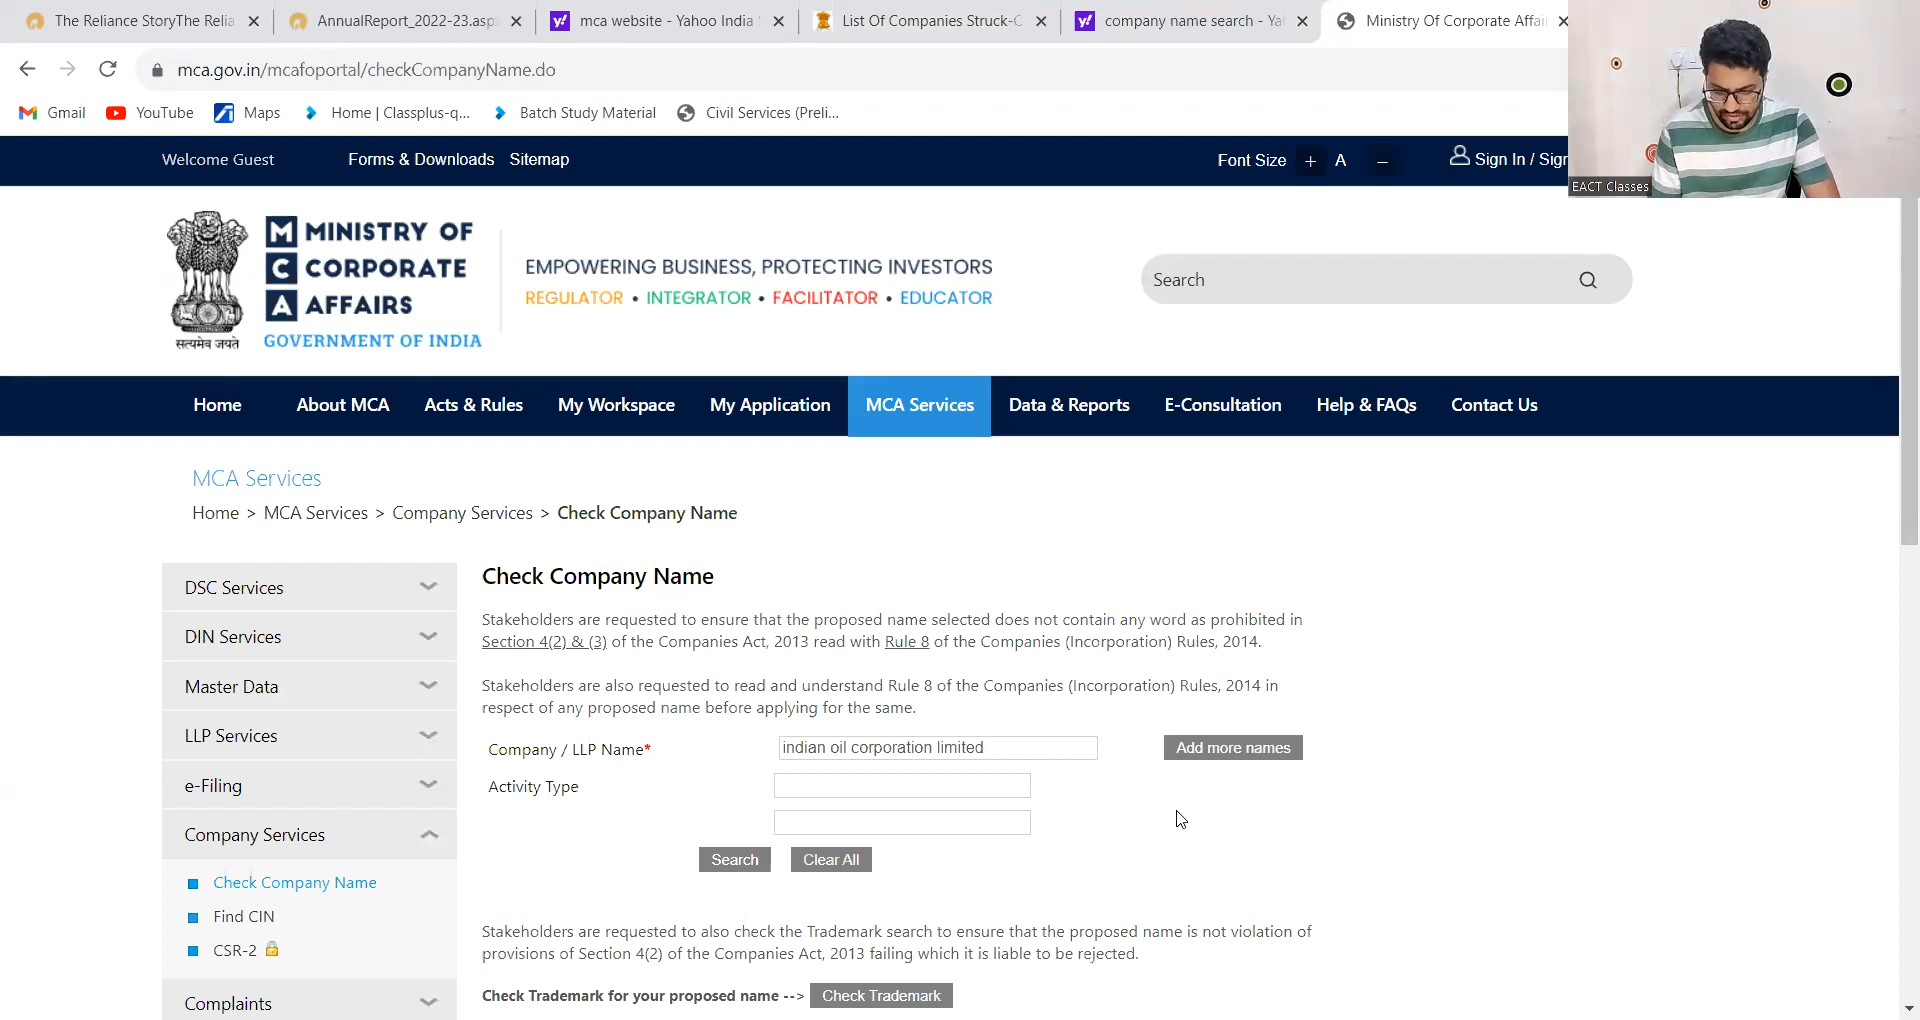 The Reliance StoryThe Relia
AnnualReport_2022-23.asp
mca website - Yahoo India
List Of Companies Struck-
company name search - Ya
Ministry Of Corporate Affai
mca.gov.in/mcafoportal/checkCompanyName.do
Gmail
YouTube
Maps
Home | Classplus-q...
Batch Study Material
Civil Services (Preli...
EACT Classes
Welcome Guest
Forms & Downloads
Sitemap
Font Size + A –
Sign In / Sign
MINISTRY OF
CORPORATE
AFFAIRS
GOVERNMENT OF INDIA
सत्यमेव जयते
EMPOWERING BUSINESS, PROTECTING INVESTORS
REGULATOR • INTEGRATOR • FACILITATOR • EDUCATOR
Search
Home
About MCA
Acts & Rules
My Workspace
My Application
MCA Services
Data & Reports
E-Consultation
Help & FAQs
Contact Us
MCA Services
Home > MCA Services > Company Services > Check Company Name
DSC Services
DIN Services
Master Data
LLP Services
e-Filing
Company Services
Check Company Name
Find CIN
CSR-2
Complaints
Check Company Name
Stakeholders are requested to ensure that the proposed name selected does not contain any word as prohibited in
Section 4(2) & (3) of the Companies Act, 2013 read with Rule 8 of the Companies (Incorporation) Rules, 2014.
Stakeholders are also requested to read and understand Rule 8 of the Companies (Incorporation) Rules, 2014 in
respect of any proposed name before applying for the same.
Company / LLP Name*
indian oil corporation limited
Add more names
Activity Type
Search
Clear All
Stakeholders are requested to also check the Trademark search to ensure that the proposed name is not violation of
provisions of Section 4(2) of the Companies Act, 2013 failing which it is liable to be rejected.
Check Trademark for your proposed name -->
Check Trademark